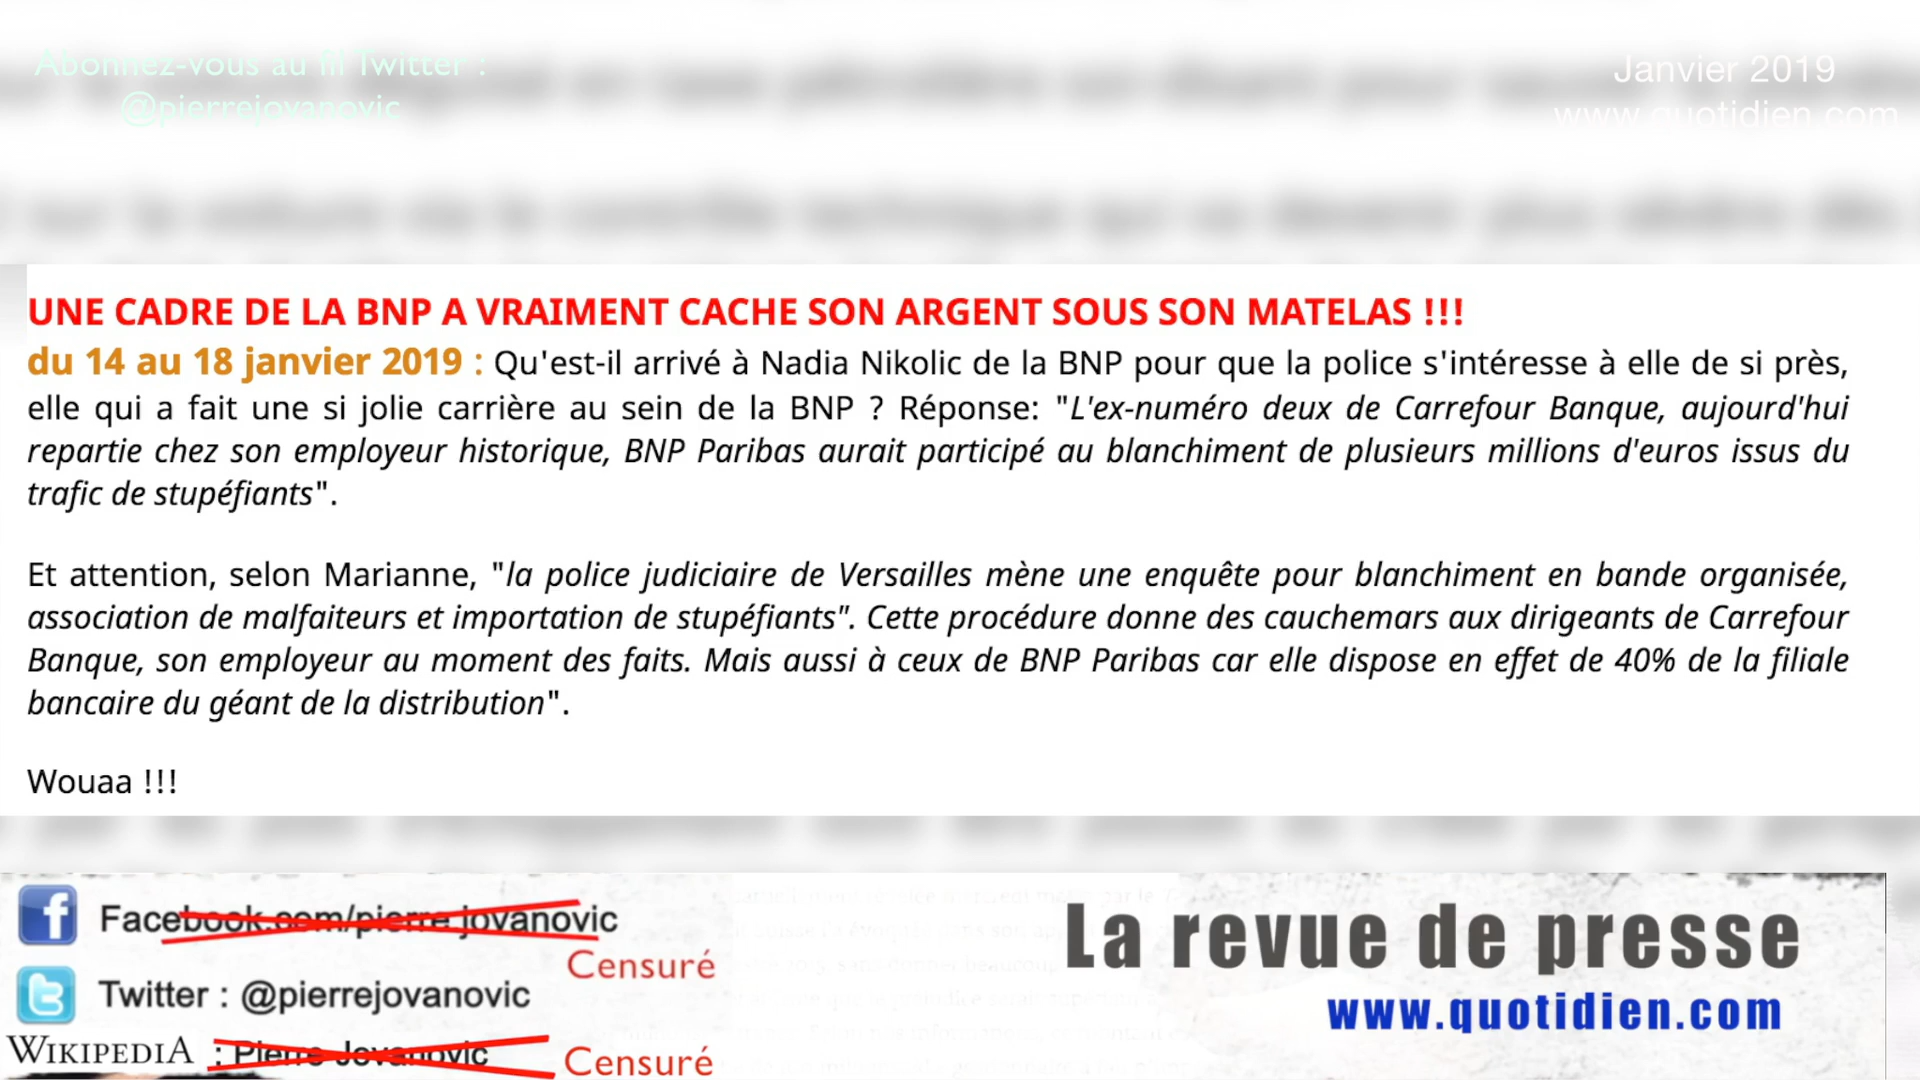 Abonnez-vous au fil Twitter :
@pierrejovanovic
Janvier 2019
www.quotidien.com
UNE CADRE DE LA BNP A VRAIMENT CACHE SON ARGENT SOUS SON MATELAS !!!
du 14 au 18 janvier 2019 : Qu'est-il arrivé à Nadia Nikolic de la BNP pour que la police s'intéresse à elle de si près,
elle qui a fait une si jolie carrière au sein de la BNP ? Réponse: "L'ex-numéro deux de Carrefour Banque, aujourd'hui
repartie chez son employeur historique, BNP Paribas aurait participé au blanchiment de plusieurs millions d'euros issus du
trafic de stupéfiants".
Et attention, selon Marianne, "la police judiciaire de Versailles mène une enquête pour blanchiment en bande organisée,
association de malfaiteurs et importation de stupéfiants". Cette procédure donne des cauchemars aux dirigeants de Carrefour
Banque, son employeur au moment des faits. Mais aussi à ceux de BNP Paribas car elle dispose en effet de 40% de la filiale
bancaire du géant de la distribution".
Wouaa !!!
Facebook.com/pierre jovanovic
Censuré
Twitter : @pierrejovanovic
WIKIPEDIA : Pierre Jovanovic
Censuré
La revue de presse
www.quotidien.com